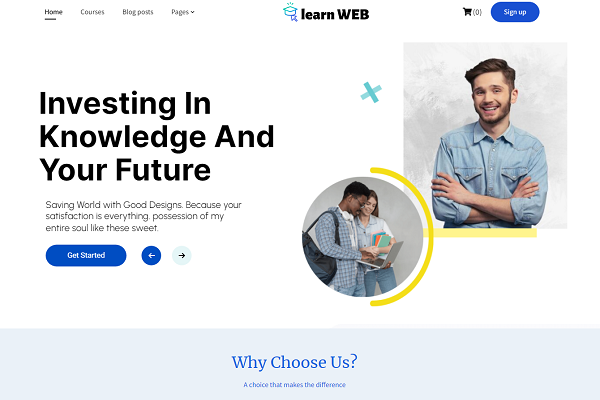 Home Courses Blog posts Pages
learn WEB
(0) Sign up
Investing In
Knowledge And
Your Future
Saving World with Good Designs. Because your
satisfaction is everything. possession of my
entire soul like these sweet.
Get Started
Why Choose Us?
A choice that makes the difference